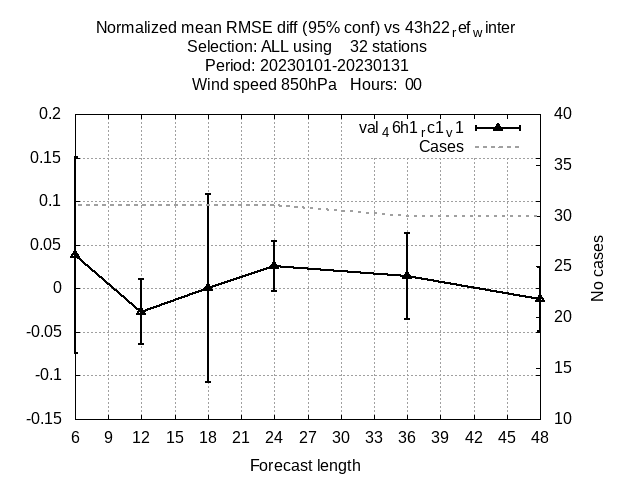 Normalized mean RMSE diff (95% conf) vs 43h22refwinter
Selection: ALL using 32 stations
Period: 20230101-20230131
Wind speed 850hPa Hours: 00
0.2
0.15
0.1
0.05
0
-0.05
-0.1
-0.15
40
35
30
25
20
15
10
val46h1rc1v1
Cases
No cases
6 9 12 15 18 21 24 27 30 33 36 39 42 45 48
Forecast length